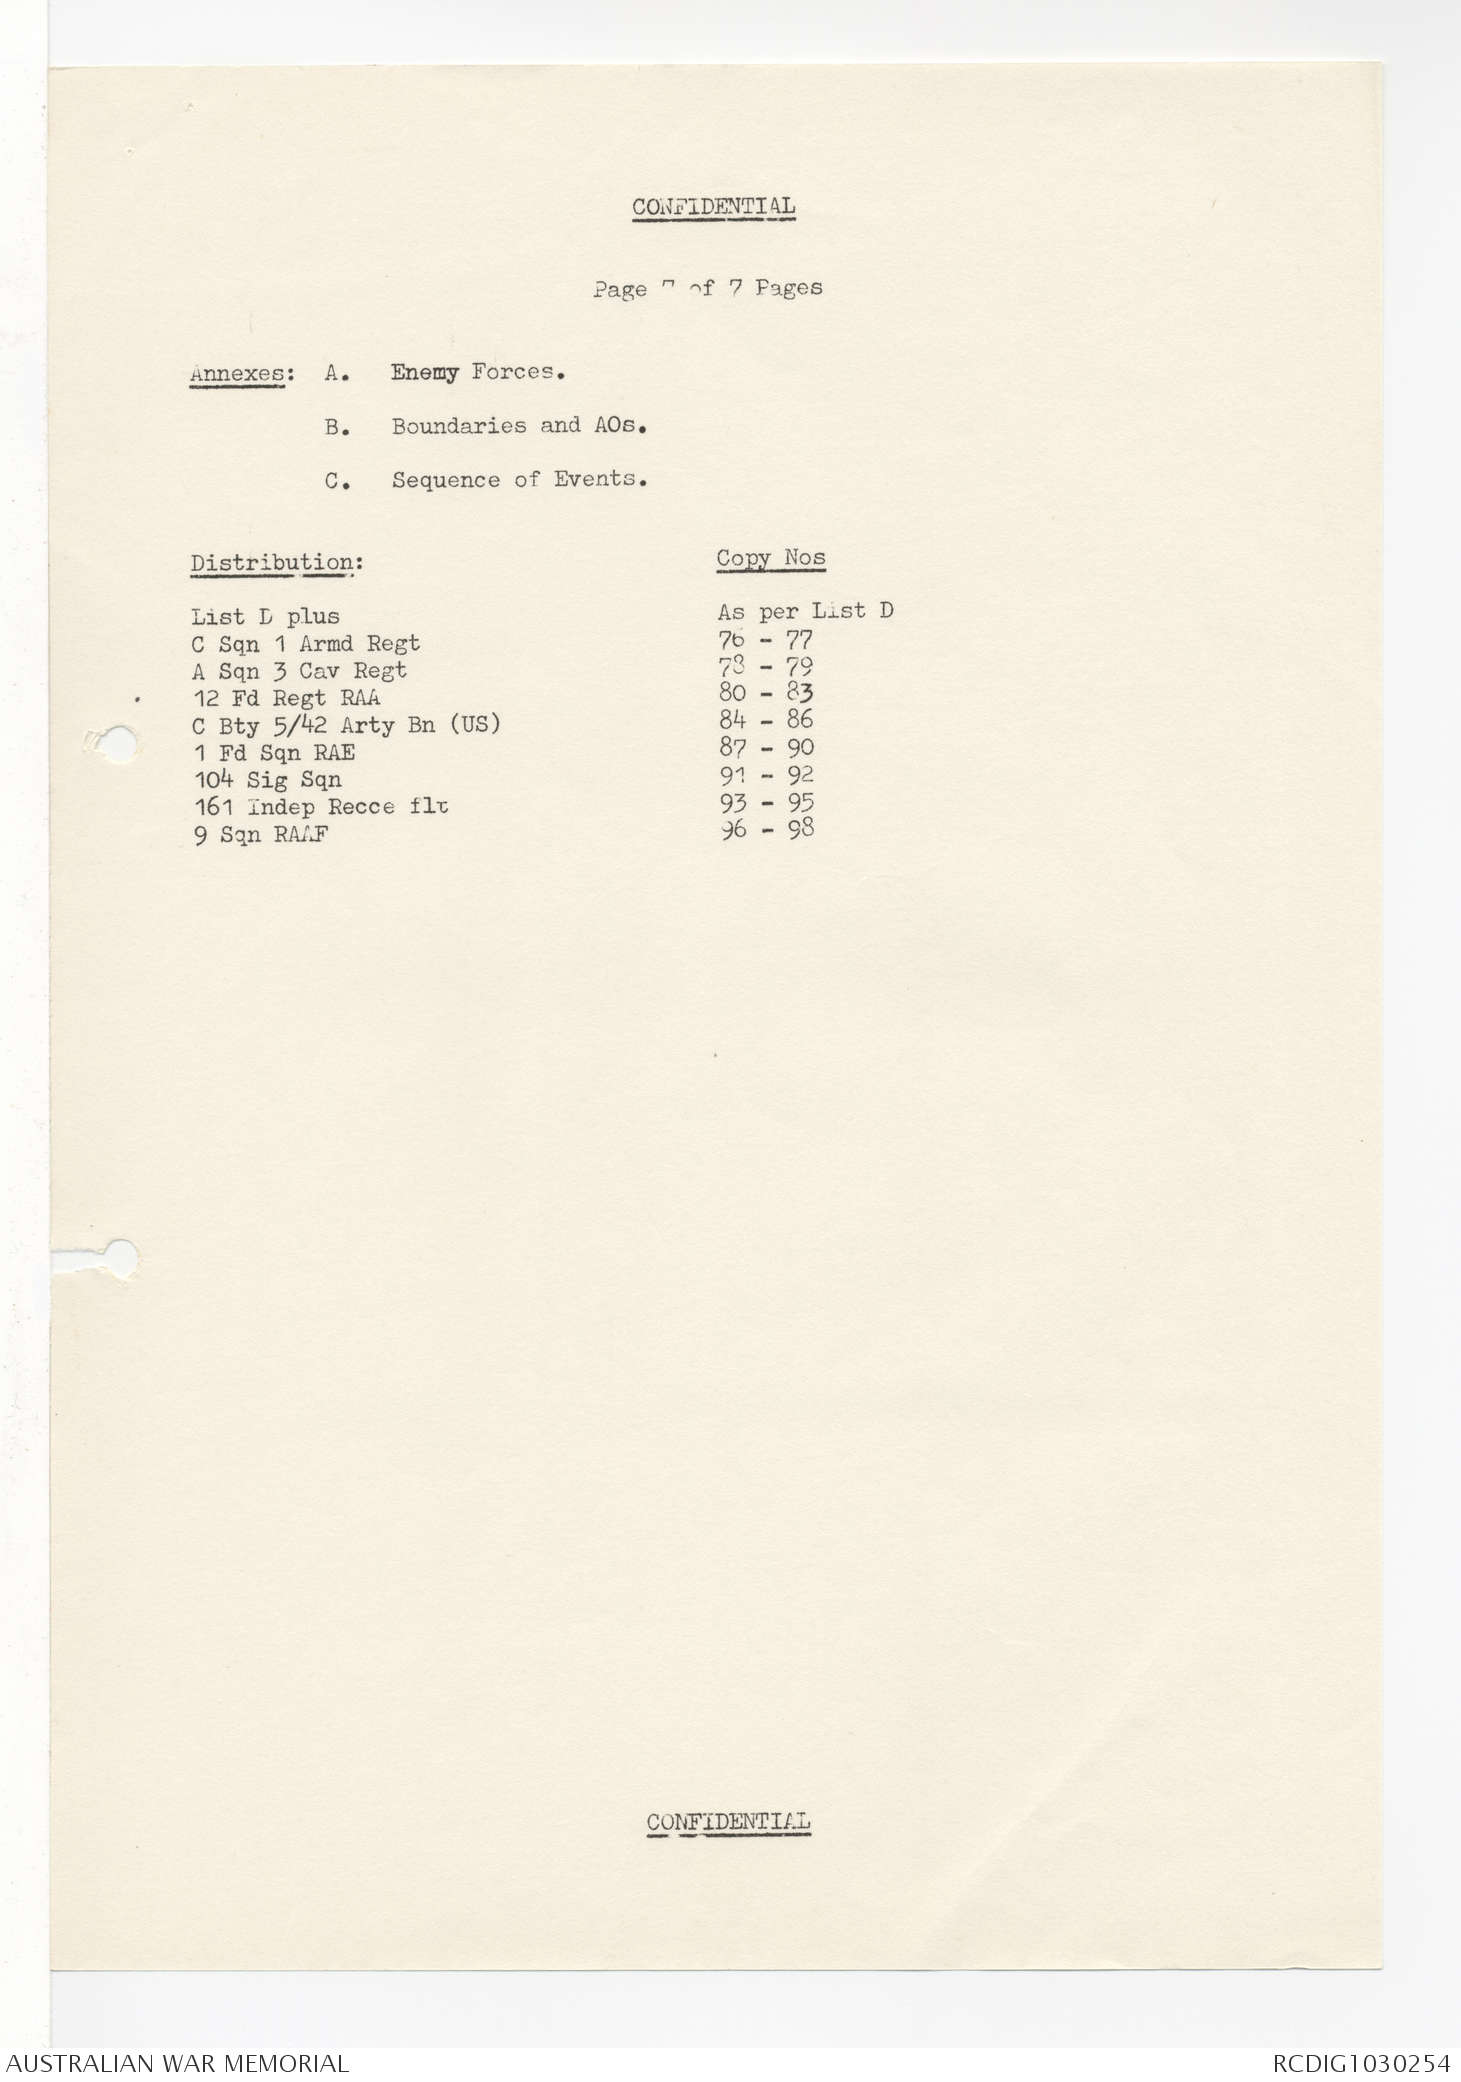 CONFIDENTIAL
Page 7 of 7 Pages
Annexes: A. Enemy Forces.
B. Boundaries and AOs.
C. Sequence of Events.
Distribution: Copy Nos
List D plus As per List D
C Sqn 1 Armd Regt 76 - 77
A Sqn 3 Cav Regt 78 - 79
12 Fd Regt RAA 80 - 83
C Bty 5/42 Arty Bn (US) 84 - 86
1 Fd Sqn RAE 87 - 90
104 Sig Sqn 91 - 92
161 Indep Recce flt 93 - 95
9 Sqn RAAF 96 - 98
CONFIDENTIAL
AUSTRALIAN WAR MEMORIAL RCDIG1030254